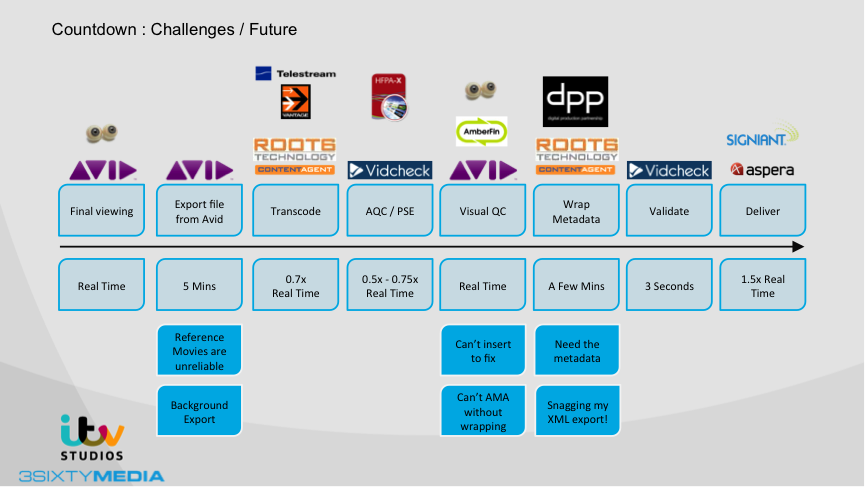 Countdown : Challenges / Future
Telestream
VANTAGE
HFPA-X
AmberFin
dpp
digital production partnership
ROOT6
TECHNOLOGY
CONTENTAGENT
ROOT6
TECHNOLOGY
CONTENTAGENT
SIGNIANT
AVID
AVID
Vidcheck
AVID
Vidcheck
aspera
Final viewing
Export file
from Avid
Transcode
AQC / PSE
Visual QC
Wrap
Metadata
Validate
Deliver
Real Time
5 Mins
0.7x
Real Time
0.5x - 0.75x
Real Time
Real Time
A Few Mins
3 Seconds
1.5x Real
Time
Reference
Movies are
unreliable
Can't insert
to fix
Need the
metadata
Background
Export
Can't AMA
without
wrapping
Snagging my
XML export!
itv
STUDIOS
3SIXTYMEDIA